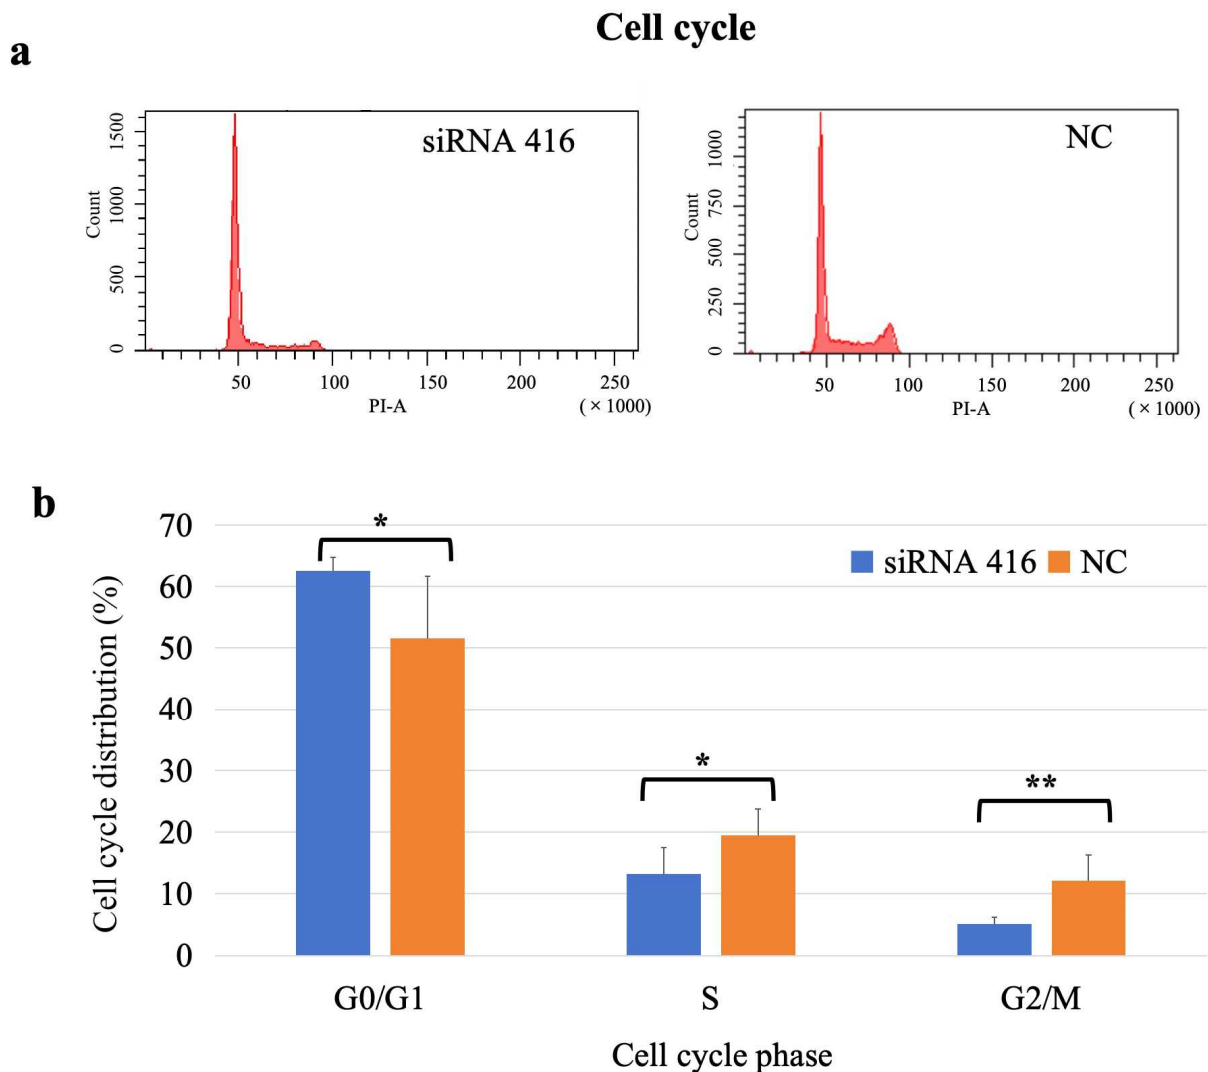 Cell cycle
a
siRNA 416
Count
1500
1000
500
0
50 100 150 200 250
PI-A (×1000)
NC
Count
1000
750
500
250
0
50 100 150 200 250
PI-A (×1000)
b
*
*
**
siRNA 416 NC
Cell cycle distribution (%)
70
60
50
40
30
20
10
0
G0/G1 S G2/M
Cell cycle phase